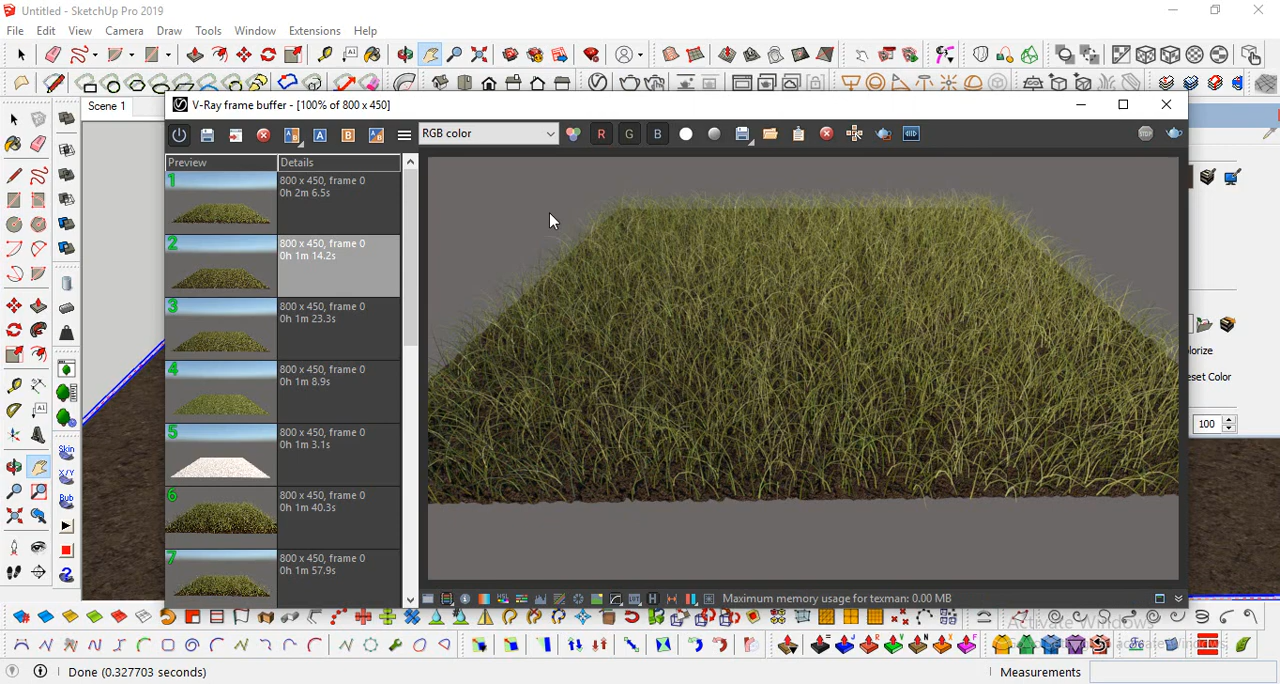 Untitled - SketchUp Pro 2019
File Edit View Camera Draw Tools Window Extensions Help
Scene 1
V-Ray frame buffer - [100% of 800 x 450]
RGB color
R G B
STOP
Preview Details
1 800 x 450, frame 0
0h 2m 6.5s
2 800 x 450, frame 0
0h 1m 14.2s
3 800 x 450, frame 0
0h 1m 23.3s
4 800 x 450, frame 0
0h 1m 8.9s
5 800 x 450, frame 0
0h 1m 3.1s
6 800 x 450, frame 0
0h 1m 40.3s
7 800 x 450, frame 0
0h 1m 57.9s
Skin
X/Y
Bub
eset Color
100
Maximum memory usage for texman: 0.00 MB
Activate Windows
Done (0.327703 seconds)
Measurements